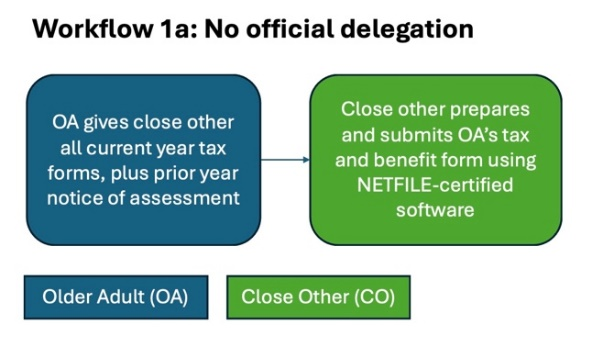 Workflow 1a: No official delegation
OA gives close other
all current year tax
forms, plus prior year
notice of assessment
Close other prepares
and submits OA’s tax
and benefit form using
NETFILE-certified
software
Older Adult (OA)
Close Other (CO)